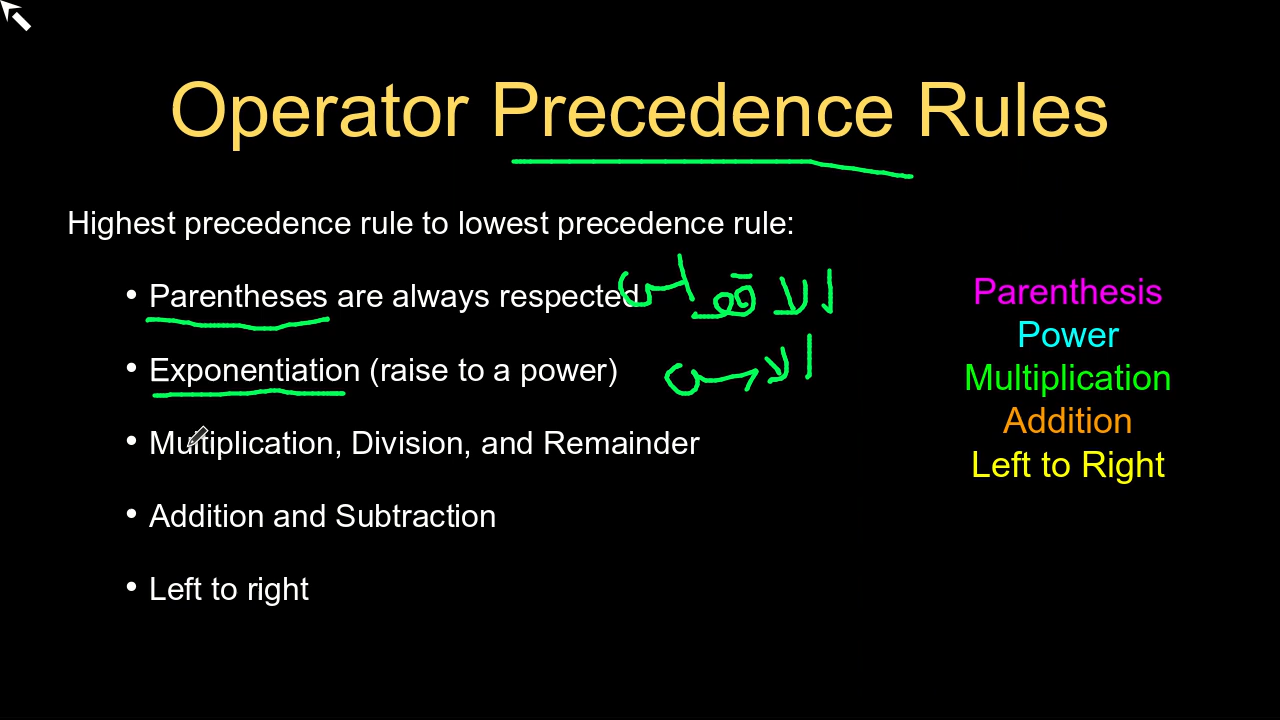 Operator Precedence Rules
Highest precedence rule to lowest precedence rule:
• Parentheses are always respected الاقواس
• Exponentiation (raise to a power) الاس
• Multiplication, Division, and Remainder
• Addition and Subtraction
• Left to right
Parenthesis
Power
Multiplication
Addition
Left to Right